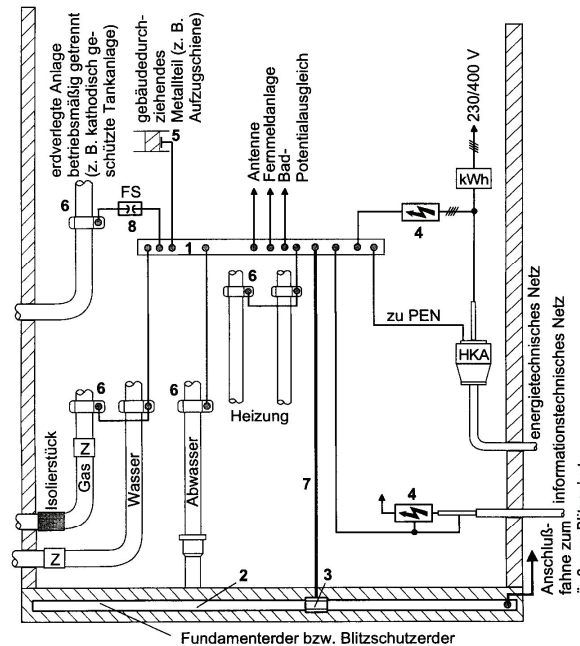 erdverlegte Anlage
betriebsmäßig getrennt
(z. B. kathodisch ge-
schützte Tankanlage)
gebäudedurch-
ziehendes
Metallteil (z. B.
Aufzugschiene)
5
Antenne
Fernmeldanlage
Bad-
Potentialausgleich
230/400 V
kWh
6
FS
8
1
4
6
zu PEN
HKA
energietechnisches Netz
informationstechnisches Netz
6
6
Heizung
Isolierstück
Z
Gas
Wasser
Abwasser
7
4
Z
Anschluß-
fahne zum
2
3
Fundamenterder bzw. Blitzschutzerder